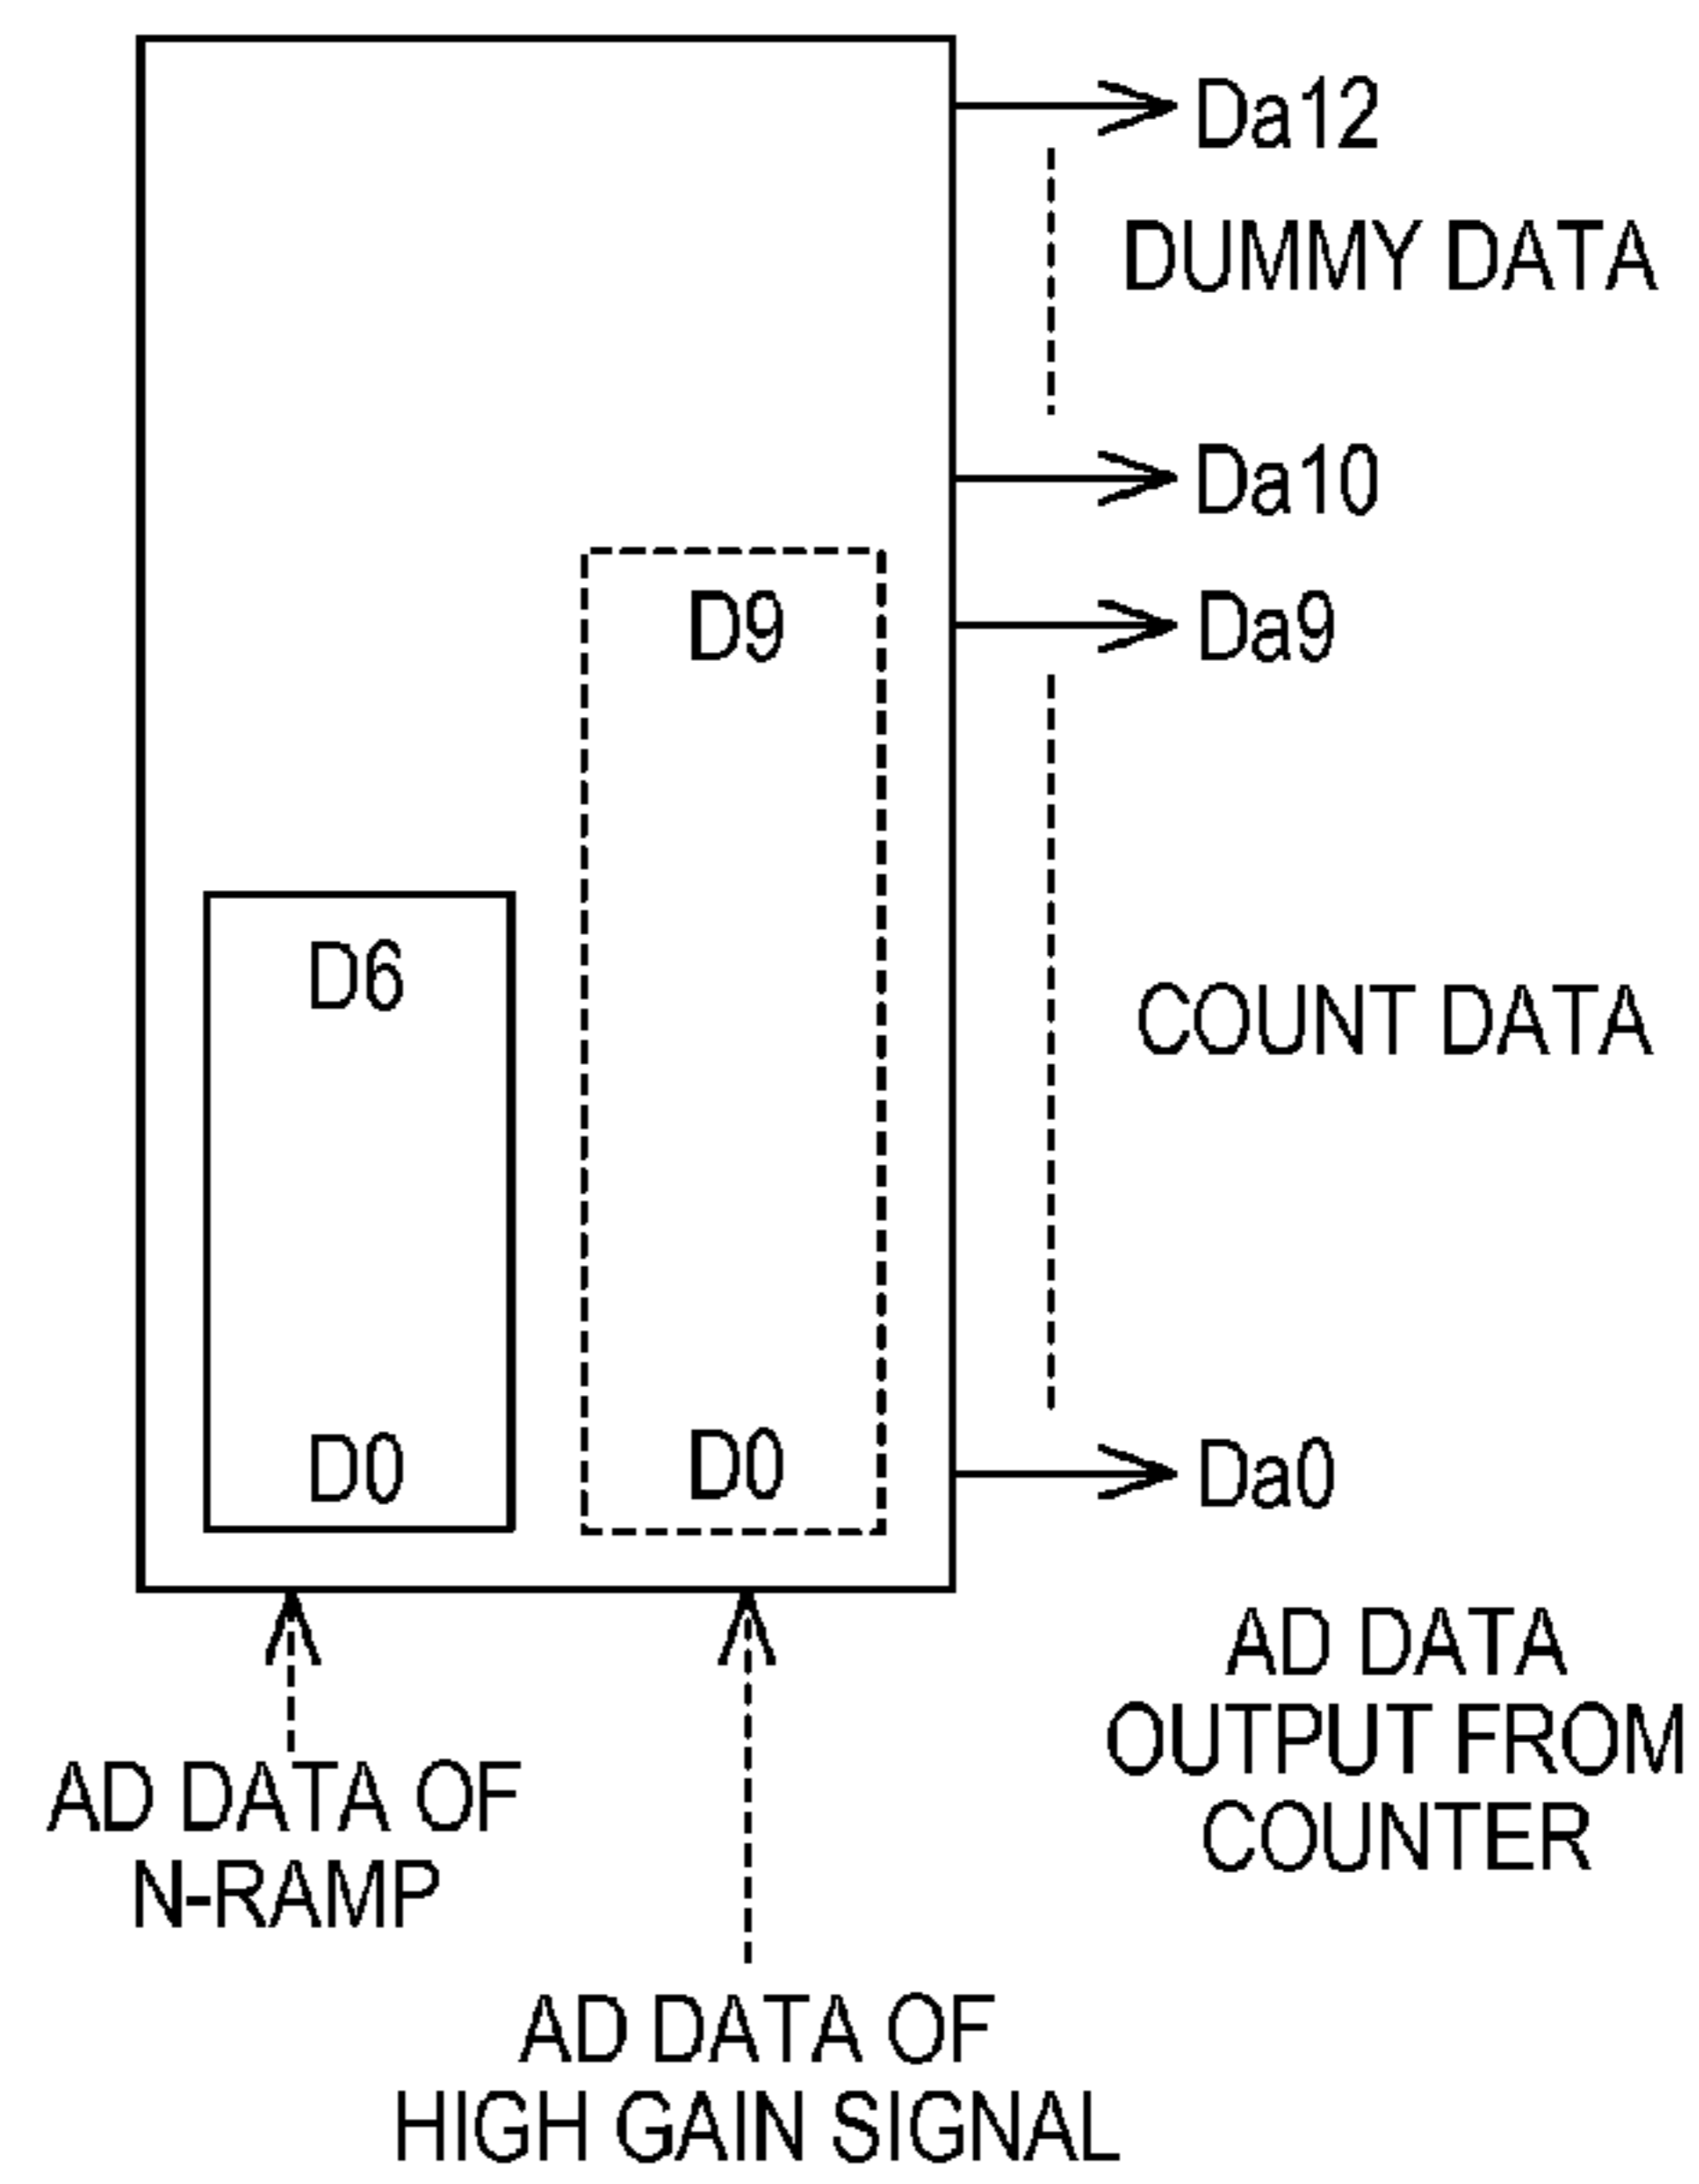 Da12
DUMMY DATA
Da10
D9
Da9
D6
COUNT DATA
D0
D0
Da0
AD DATA
OUTPUT FROM
COUNTER
AD DATA OF
N-RAMP
AD DATA OF
HIGH GAIN SIGNAL